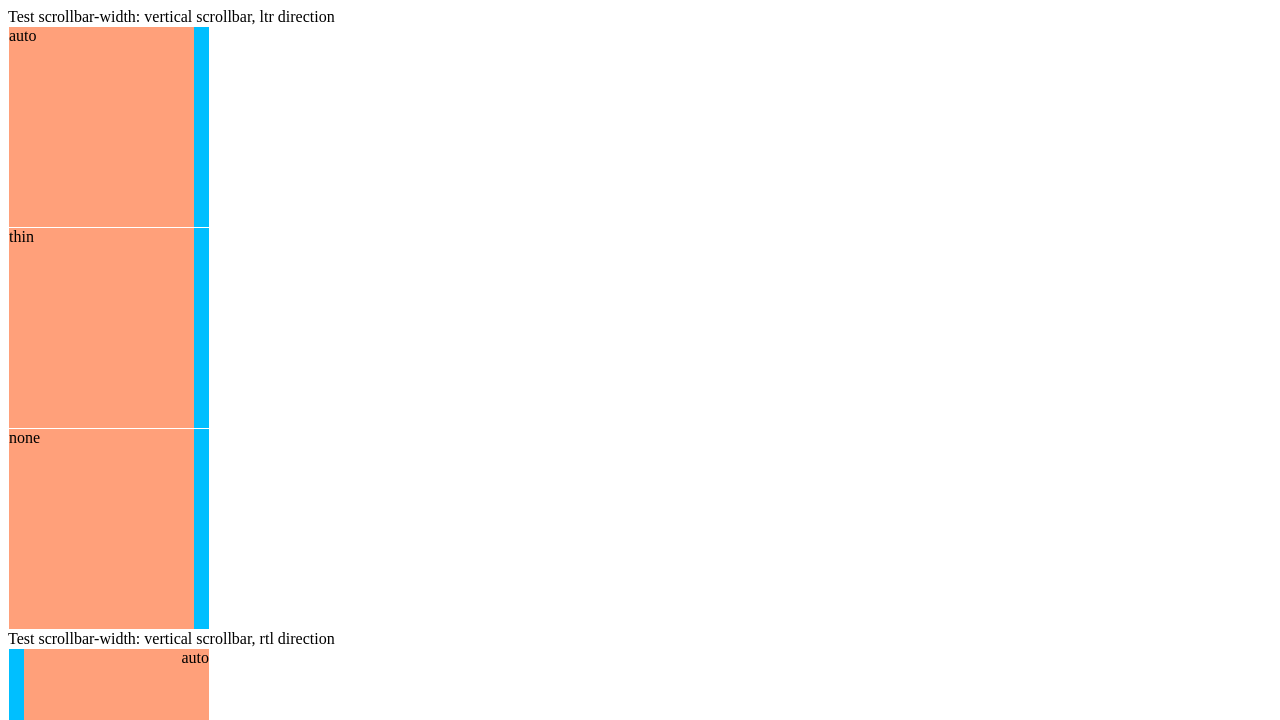 Test scrollbar-width: vertical scrollbar, ltr direction
auto
thin
none
Test scrollbar-width: vertical scrollbar, rtl direction
auto